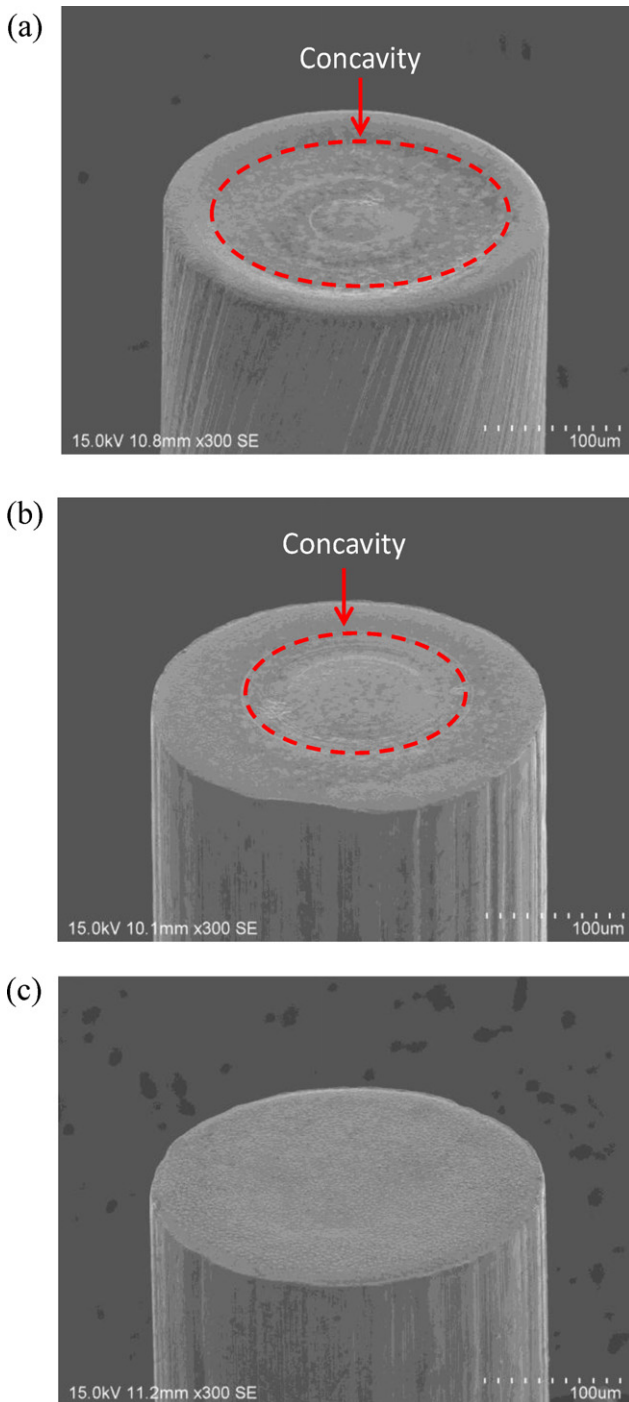 (a)
Concavity
15.0kV 10.8mm x300 SE
100um
(b)
Concavity
15.0kV 10.1mm x300 SE
100um
(c)
15.0kV 11.2mm x300 SE
100um